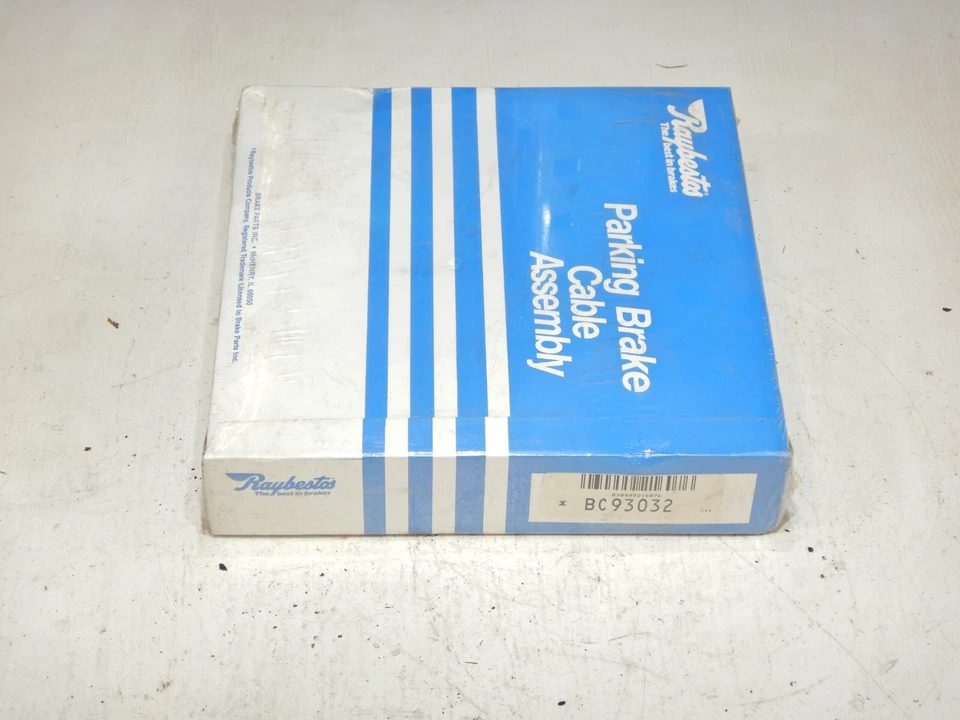 Raybestos
The best in brakes
Parking Brake
Cable
Assembly
BRAKE PARTS INC. • McHENRY, IL 60050
*Raybestos Products Company, Registered Trademark Licensed to Brake Parts Inc.
Raybestos
The best in brakes
* BC93032